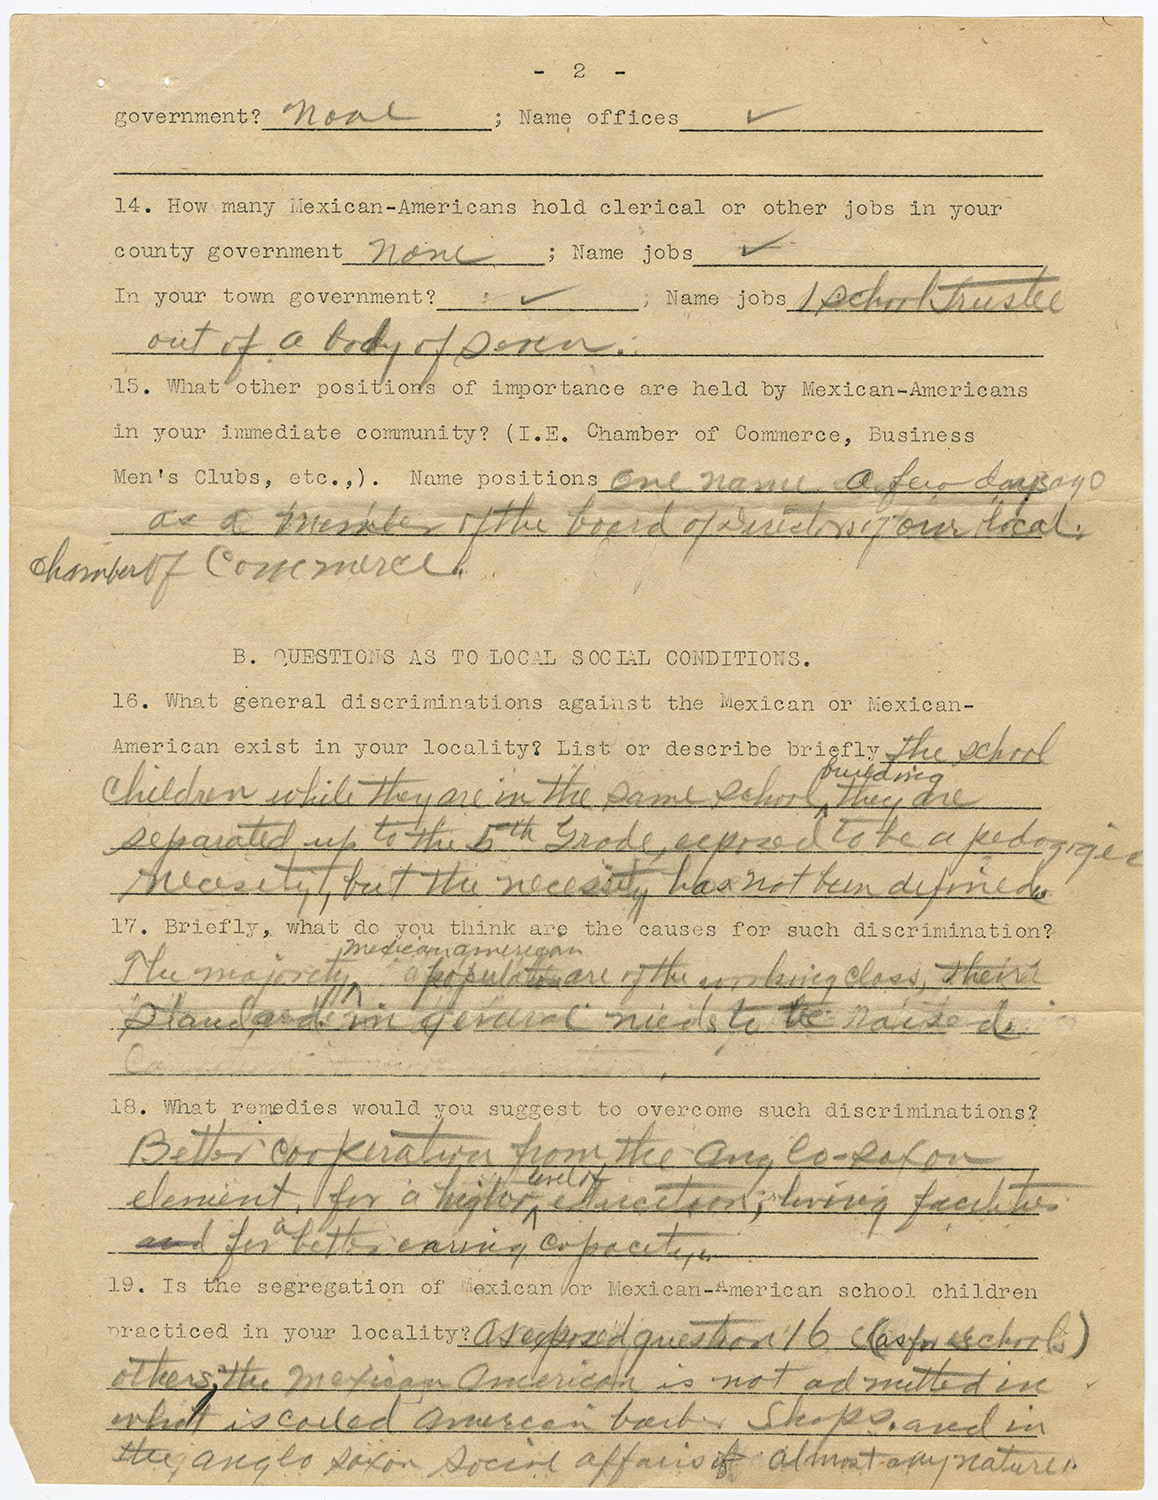 - 2 -
government? None ; Name offices ✓
14. How many Mexican-Americans hold clerical or other jobs in your
county government None ; Name jobs ✓
In your town government? ✓ ; Name jobs 1 school trustee
out of a body of seven.
15. What other positions of importance are held by Mexican-Americans
in your immediate community? (I.E. Chamber of Commerce, Business
Men's Clubs, etc.,). Name positions one name a few days ago
as a member of the board of directors of our local
chamber of Commerce.
B. QUESTIONS AS TO LOCAL SOCIAL CONDITIONS.
16. What general discriminations against the Mexican or Mexican-
American exist in your locality? List or describe briefly the school
building
children while they are in the same school ^ they are
separated up to the 5th Grade, exposed to be a pedagogic
necesity, but the necessity has not been defined.
17. Briefly, what do you think are the causes for such discrimination?
mexican american
The majority ^ population are of the working class, their
standards in general needs to be raised.
18. What remedies would you suggest to overcome such discriminations?
Better cooperation from the anglo-saxon
level of
element, for a higher ^ education, living facilities
a
and for better earing capacity.
19. Is the segregation of Mexican or Mexican-American school children
practiced in your locality? As exposed question 16 (as for schools)
others, the mexican American is not admitted in
what is called american barber shops. and in
the anglo saxon social affairs of almost any nature.